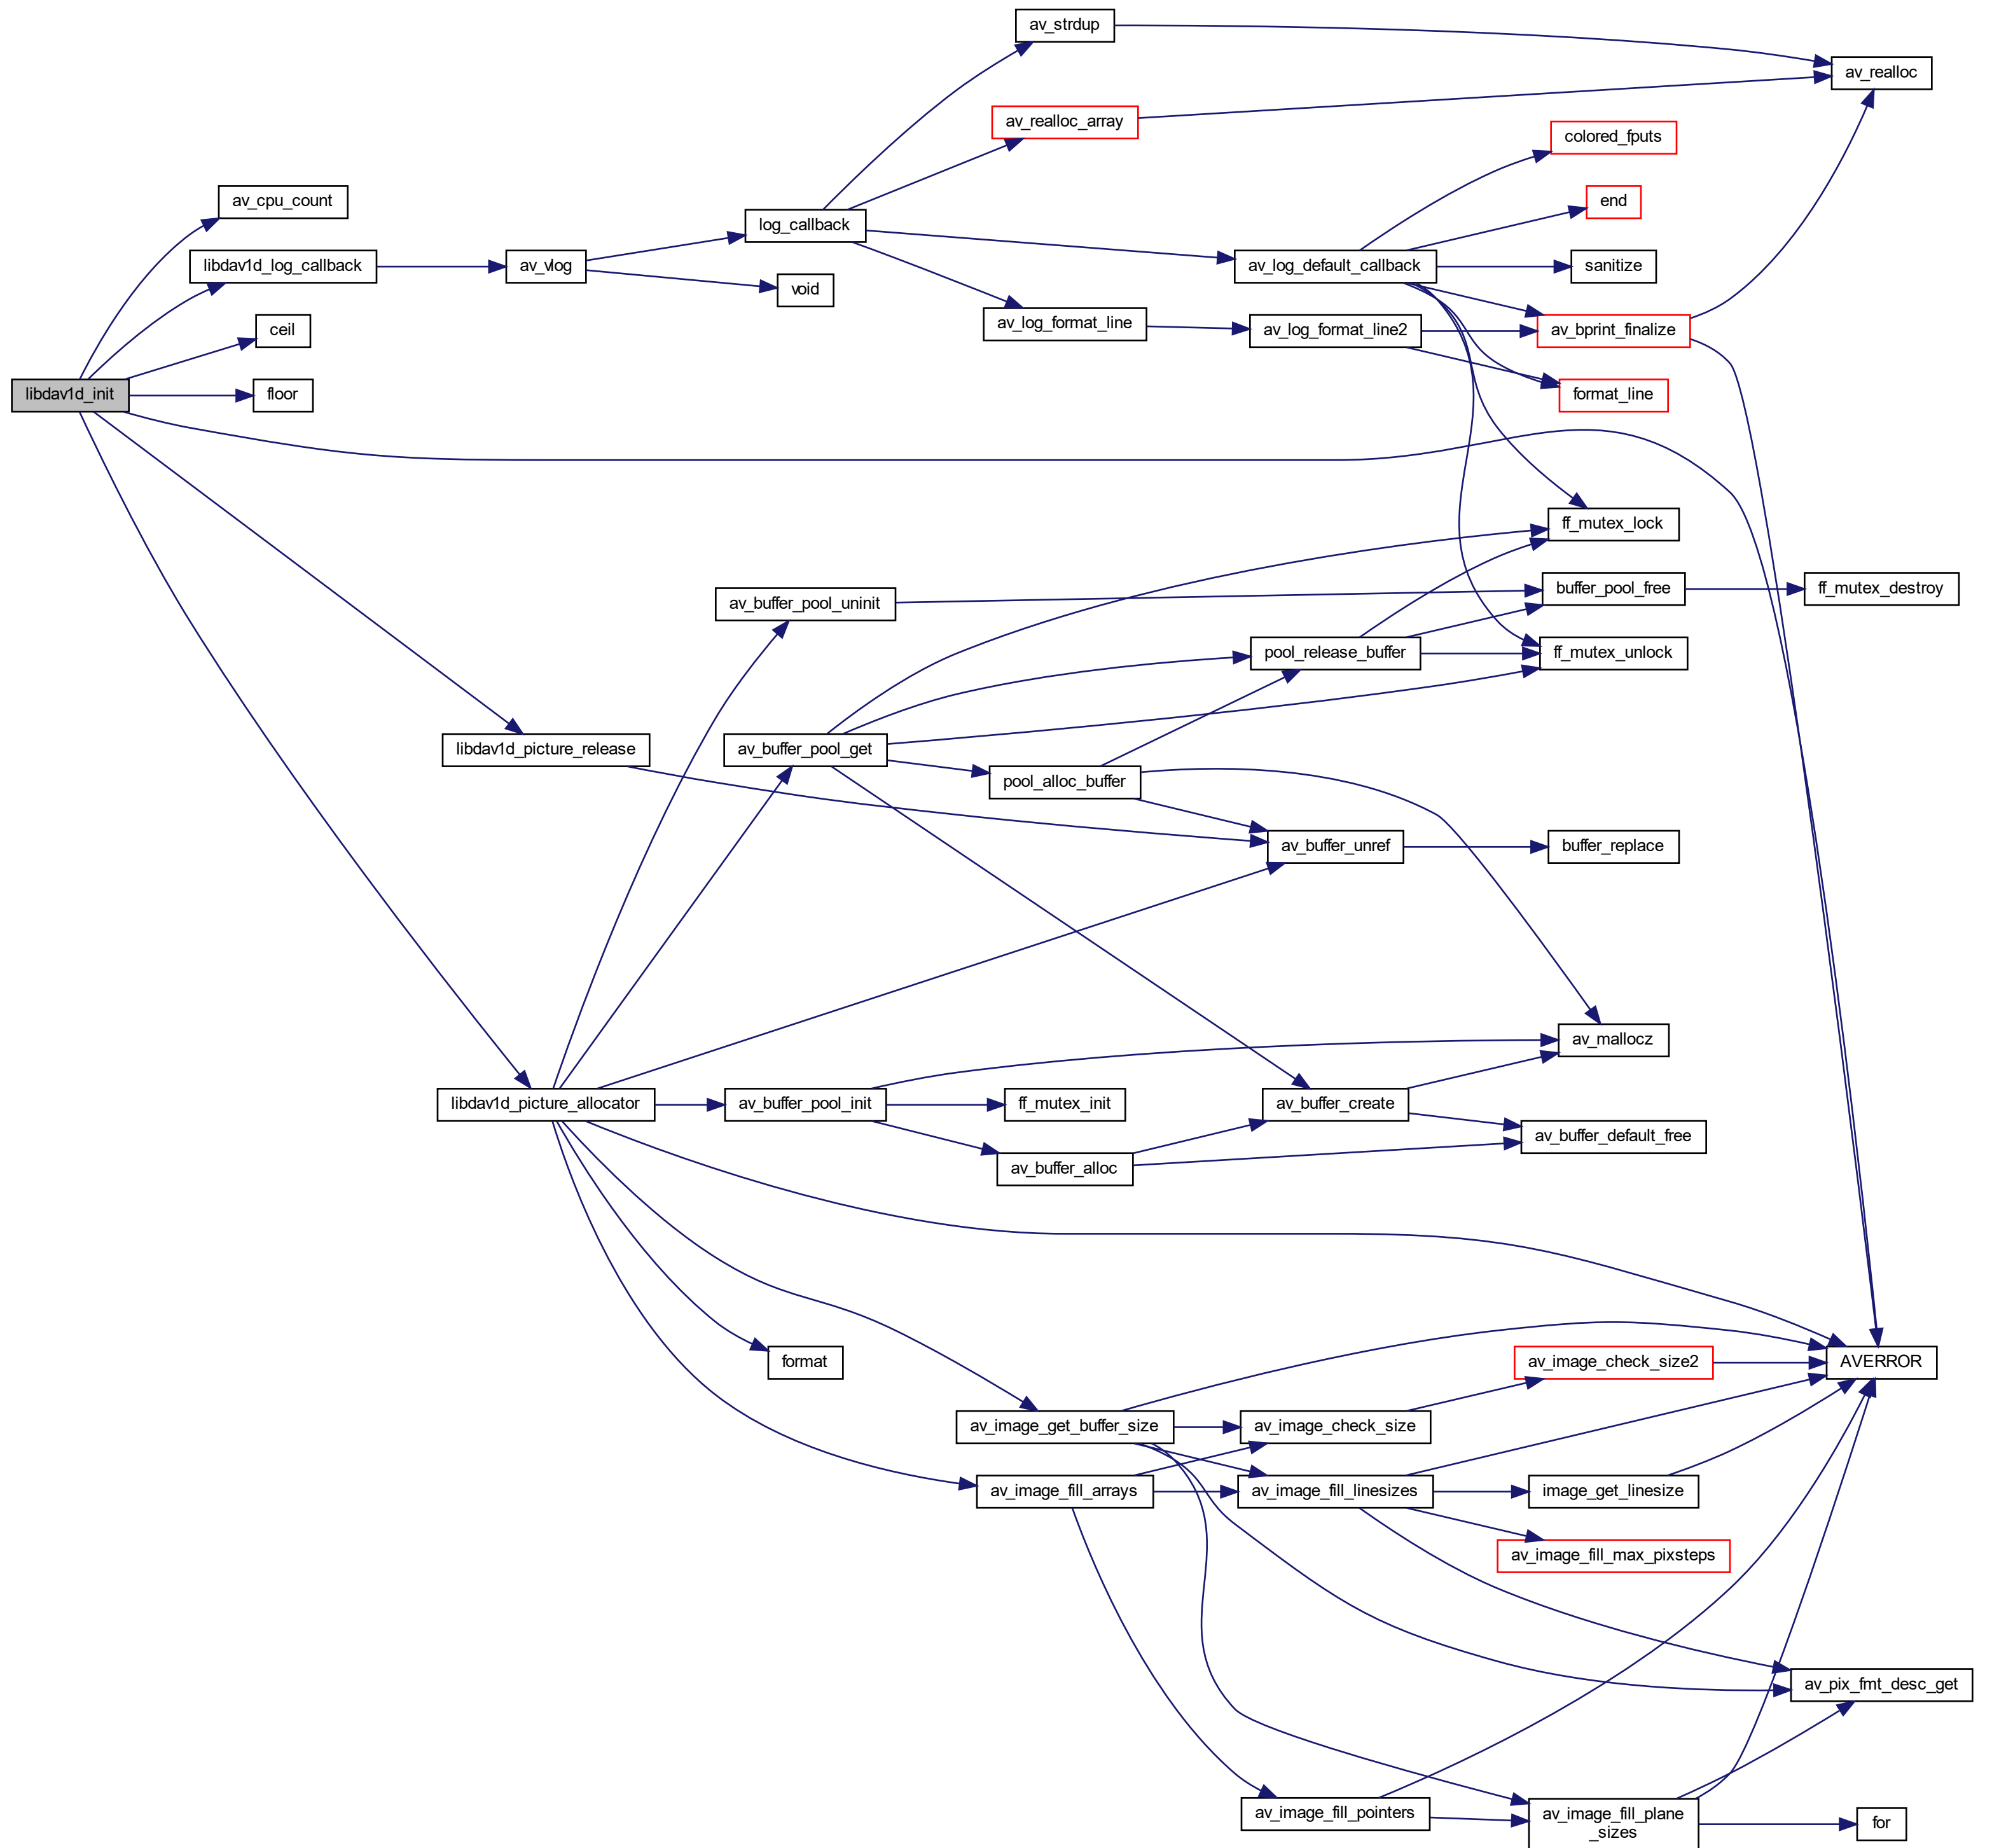 av_strdup
av_realloc
av_realloc_array
colored_fputs
av_cpu_count
end
log_callback
libdav1d_log_callback
av_vlog
av_log_default_callback
sanitize
void
ceil
av_log_format_line
av_log_format_line2
av_bprint_finalize
libdav1d_init
floor
format_line
ff_mutex_lock
av_buffer_pool_uninit
buffer_pool_free
ff_mutex_destroy
pool_release_buffer
ff_mutex_unlock
libdav1d_picture_release
av_buffer_pool_get
pool_alloc_buffer
av_buffer_unref
buffer_replace
av_mallocz
libdav1d_picture_allocator
av_buffer_pool_init
ff_mutex_init
av_buffer_create
av_buffer_default_free
av_buffer_alloc
format
av_image_check_size2
AVERROR
av_image_get_buffer_size
av_image_check_size
av_image_fill_arrays
av_image_fill_linesizes
image_get_linesize
av_image_fill_max_pixsteps
av_pix_fmt_desc_get
av_image_fill_pointers
av_image_fill_plane
_sizes
for